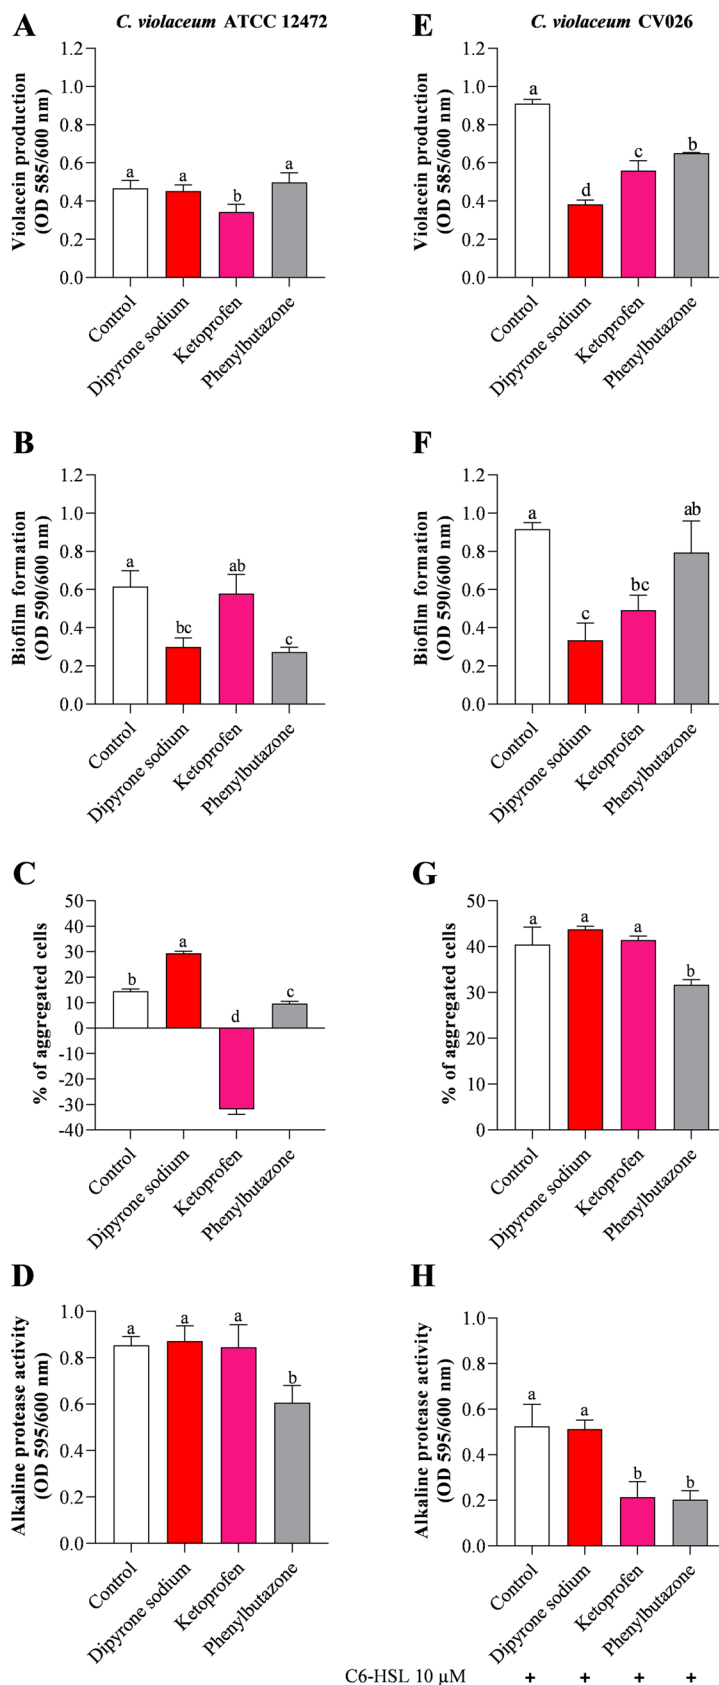 A
C. violaceum ATCC 12472
Violacein production
(OD 585/600 nm)
1.2
1.0
0.8
0.6
0.4
0.2
0.0
a
a
b
a
Control
Dipyrone sodium
Ketoprofen
Phenylbutazone
E
C. violaceum CV026
Violacein production
(OD 585/600 nm)
1.2
1.0
0.8
0.6
0.4
0.2
0.0
a
d
c
b
Control
Dipyrone sodium
Ketoprofen
Phenylbutazone
B
Biofilm formation
(OD 590/600 nm)
1.2
1.0
0.8
0.6
0.4
0.2
0.0
a
bc
ab
c
Control
Dipyrone sodium
Ketoprofen
Phenylbutazone
F
Biofilm formation
(OD 590/600 nm)
1.2
1.0
0.8
0.6
0.4
0.2
0.0
a
c
bc
ab
Control
Dipyrone sodium
Ketoprofen
Phenylbutazone
C
% of aggregated cells
50
40
30
20
10
0
-10
-20
-30
-40
b
a
d
c
Control
Dipyrone sodium
Ketoprofen
Phenylbutazone
G
% of aggregated cells
50
40
30
20
10
0
a
a
a
b
Control
Dipyrone sodium
Ketoprofen
Phenylbutazone
D
Alkaline protease activity
(OD 595/600 nm)
1.0
0.8
0.6
0.4
0.2
0.0
a
a
a
b
Control
Dipyrone sodium
Ketoprofen
Phenylbutazone
H
Alkaline protease activity
(OD 595/600 nm)
1.0
0.8
0.6
0.4
0.2
0.0
a
a
b
b
Control
Dipyrone sodium
Ketoprofen
Phenylbutazone
C6-HSL 10 μM + + + +